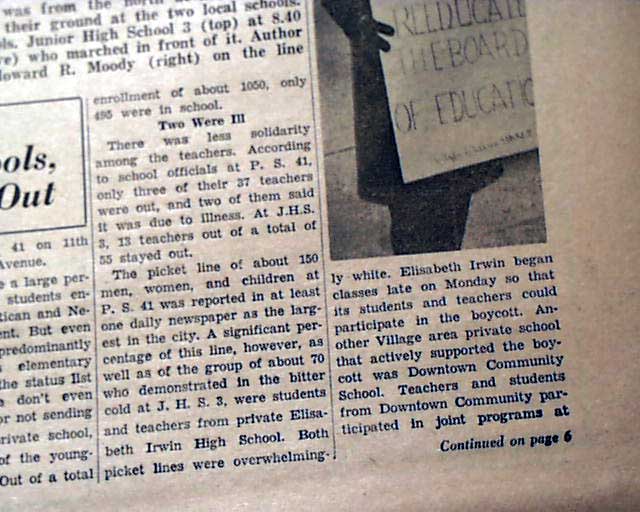 was from the north
their ground at the two local schools.
ls. Junior High School 3 (top) at 8.40
e) who marched in front of it. Author
Howard R. Moody (right) on the line
ools,
Out
41 on 11th
Avenue.
e a large per-
students en-
tican and Ne-
ent. But even
predominantly
elementary
the status list
e don't even
or not sending
rivate school,
of the young-
Out of a total
enrollment of about 1050, only
495 were in school.
Two Were Ill
There was less solidarity
among the teachers. According
to school officials at P. S. 41,
only three of their 37 teachers
were out, and two of them said
it was due to illness. At J.H.S.
3, 13 teachers out of a total of
55 stayed out.
The picket line of about 150
men, women, and children at
P. S. 41 was reported in at least
one daily newspaper as the larg-
est in the city. A significant per-
centage of this line, however, as
well as of the group of about 70
who demonstrated in the bitter
cold at J. H. S. 3, were students
and teachers from private Elisa-
beth Irwin High School. Both
picket lines were overwhelming-
REEDUCATE
THE BOARD
OF EDUCATIO
ly white. Elisabeth Irwin began
classes late on Monday so that
its students and teachers could
participate in the boycott. An-
other Village area private school
that actively supported the boy-
cott was Downtown Community
School. Teachers and students
from Downtown Community par-
ticipated in joint programs at
Continued on page 6